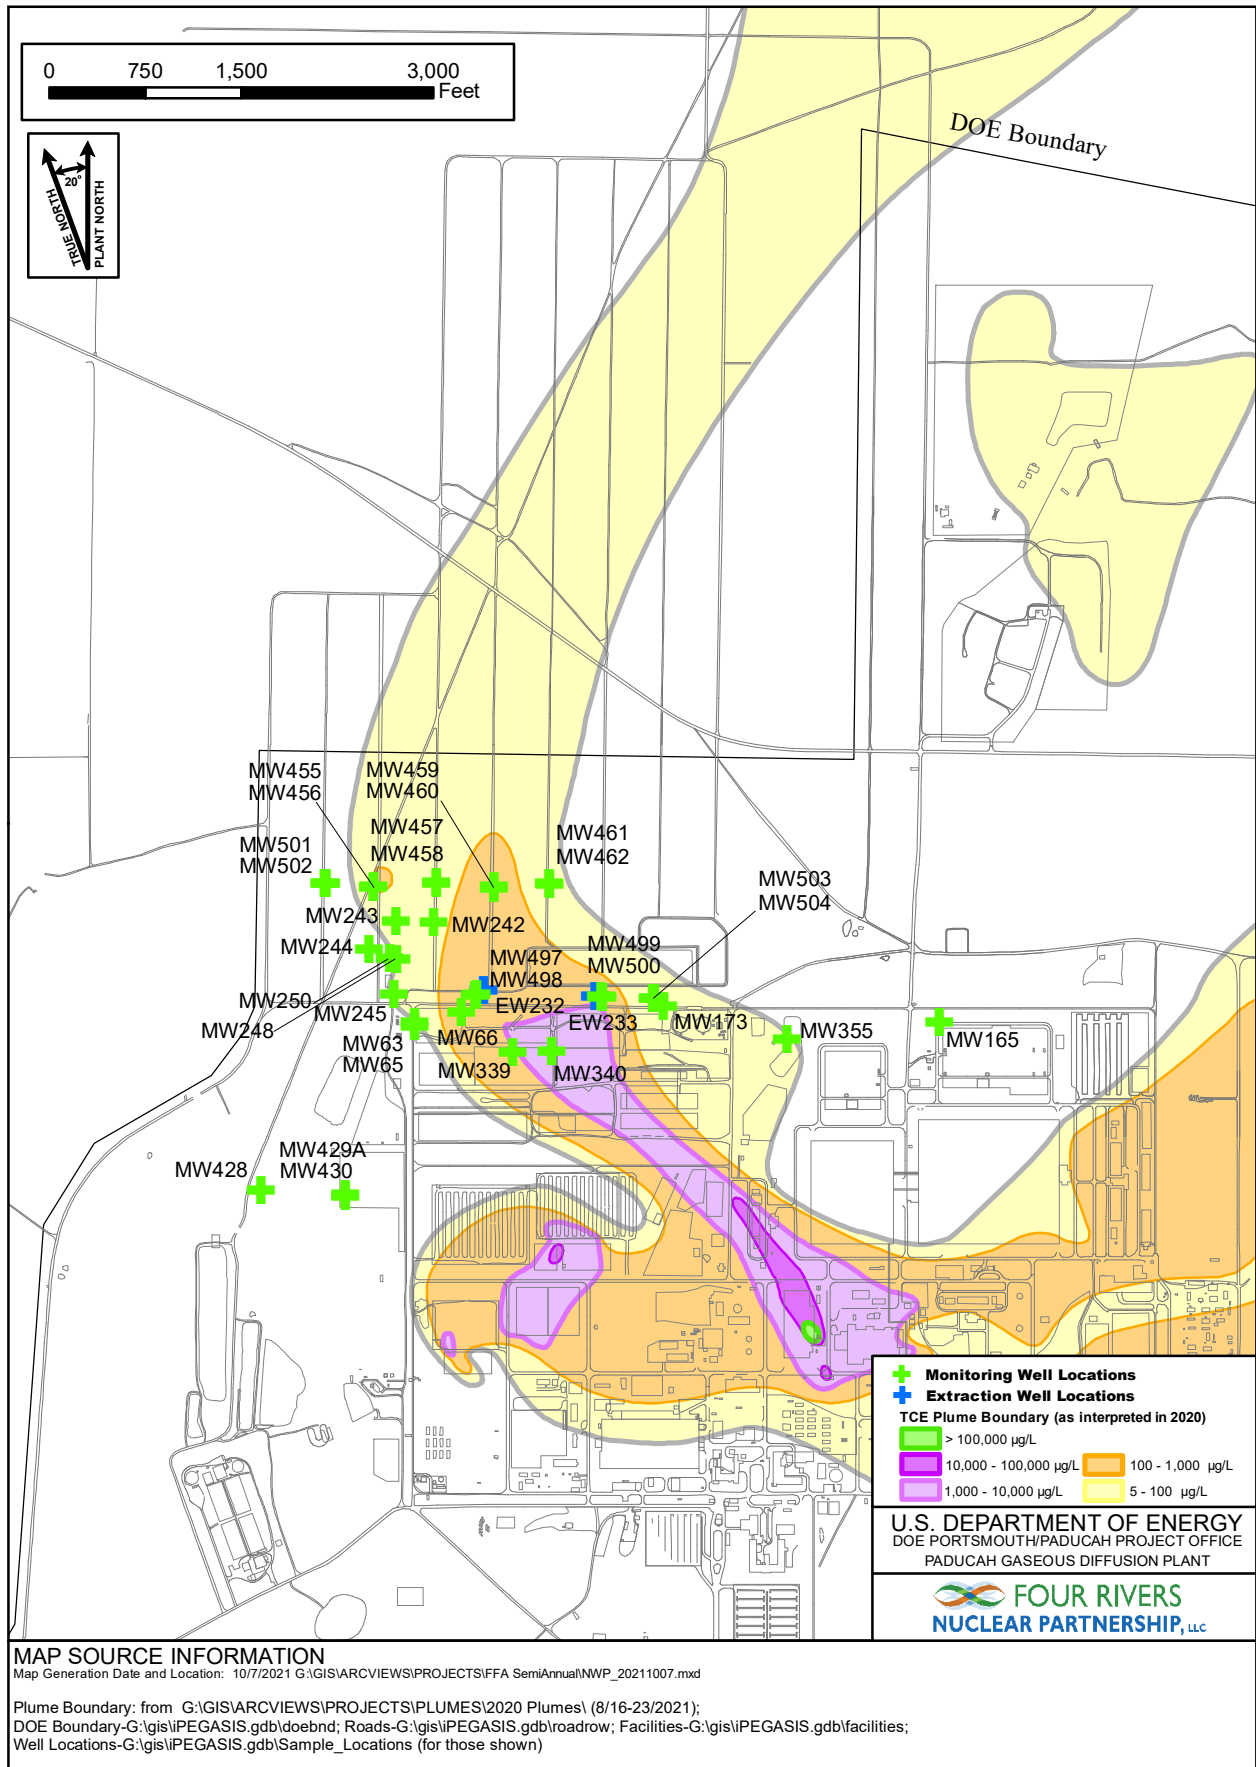 0 750 1,500 3,000
Feet
TRUE NORTH
20°
PLANT NORTH
DOE Boundary
MW455
MW456
MW459
MW460
MW457
MW458
MW461
MW462
MW501
MW502
MW503
MW504
MW243
MW242
MW244
MW499
MW500
MW497
MW498
MW250
MW245
EW232
EW233
MW173
MW248
MW63
MW65
MW66
MW339
MW340
MW355
MW165
MW429A
MW430
MW428
Monitoring Well Locations
Extraction Well Locations
TCE Plume Boundary (as interpreted in 2020)
> 100,000 µg/L
10,000 - 100,000 µg/L
100 - 1,000 µg/L
1,000 - 10,000 µg/L
5 - 100 µg/L
U.S. DEPARTMENT OF ENERGY
DOE PORTSMOUTH/PADUCAH PROJECT OFFICE
PADUCAH GASEOUS DIFFUSION PLANT
FOUR RIVERS
NUCLEAR PARTNERSHIP, LLC
MAP SOURCE INFORMATION
Map Generation Date and Location: 10/7/2021 G:\GIS\ARCVIEWS\PROJECTS\FFA SemiAnnual\NWP_20211007.mxd
Plume Boundary: from G:\GIS\ARCVIEWS\PROJECTS\PLUMES\2020 Plumes\ (8/16-23/2021);
DOE Boundary-G:\gis\iPEGASIS.gdb\doebnd; Roads-G:\gis\iPEGASIS.gdb\roadrow; Facilities-G:\gis\iPEGASIS.gdb\facilities;
Well Locations-G:\gis\iPEGASIS.gdb\Sample_Locations (for those shown)